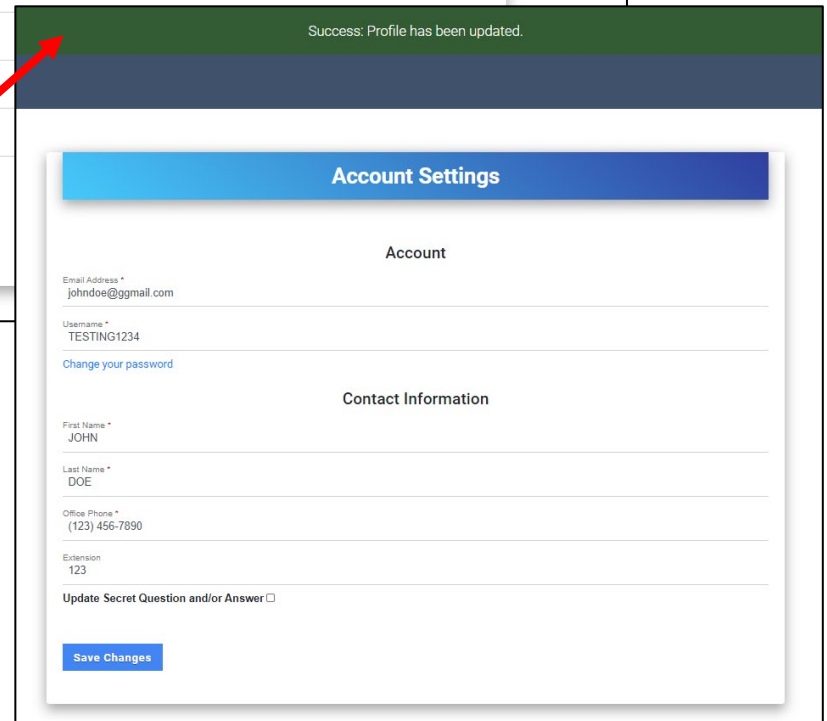 Success: Profile has been updated.
Account Settings
Account
Email Address *
johndoe@ggmail.com
Username *
TESTING1234
Change your password
Contact Information
First Name *
JOHN
Last Name *
DOE
Office Phone *
(123) 456-7890
Extension
123
Update Secret Question and/or Answer
Save Changes